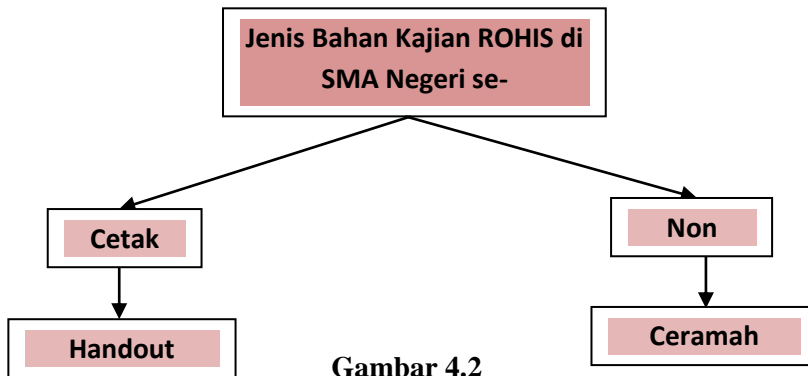 Jenis Bahan Kajian ROHIS di
SMA Negeri se-
Cetak
Non
Handout
Ceramah
Gambar 4.2